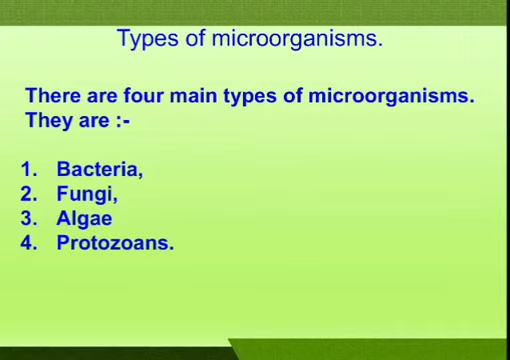 Types of microorganisms.
There are four main types of microorganisms.
They are :-
1. Bacteria,
2. Fungi,
3. Algae
4. Protozoans.